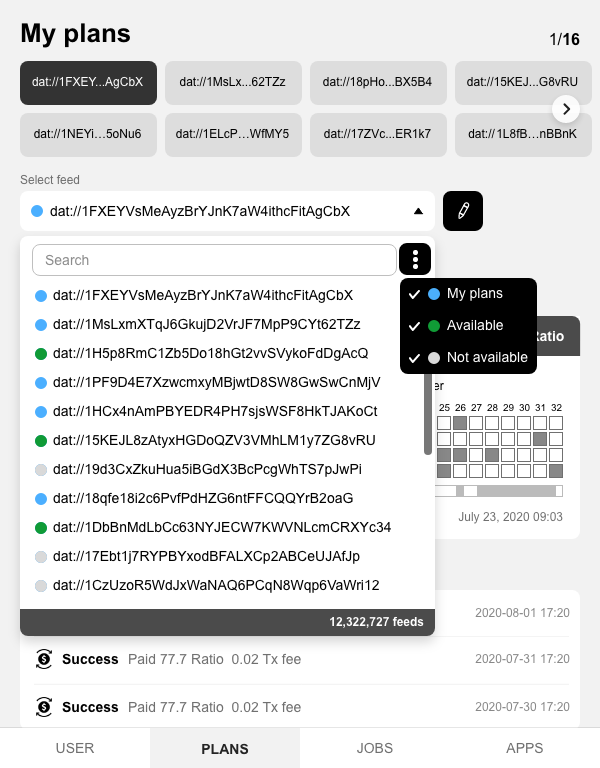 My plans
1/16
dat://1FXEY...AgCbX
dat://1MsLx...62TZz
dat://18pHo...BX5B4
dat://15KEJ...G8vRU
dat://1NEYi...5oNu6
dat://1ELcP...WfMY5
dat://17ZVc...ER1k7
dat://1L8fB...nBBnK
Select feed
dat://1FXEYVsMeAyzBrYJnK7aW4ithcFitAgCbX
Search
dat://1FXEYVsMeAyzBrYJnK7aW4ithcFitAgCbX
My plans
dat://1MsLxmXTqJ6GkujD2VrJF7MpP9CYt62TZz
Available
atio
dat://1H5p8RmC1Zb5Do18hGt2vvSVykoFdDgAcQ
Not available
dat://1PF9D4E7XzwcmxyMBjwtD8SW8GwSwCnMjV
er
dat://1HCx4nAmPBYEDR4PH7sjsWSF8HkTJAKoCt
25 26 27 28 29 30 31 32
dat://15KEJL8zAtyxHGDoQZV3VMhLM1y7ZG8vRU
dat://19d3CxZkuHua5iBGdX3BcPcgWhTS7pJwPi
dat://18qfe18i2c6PvfPdHZG6ntFFCQQYrB2oaG
dat://1DbBnMdLbCc63NYJECW7KWVNLcmCRXYc34
July 23, 2020 09:03
dat://17Ebt1j7RYPBYxodBFALXCp2ABCeUJAfJp
dat://1CzUzoR5WdJxWaNAQ6PCqN8Wqp6VaWri12
12,322,727 feeds
2020-08-01 17:20
Success Paid 77.7 Ratio 0.02 Tx fee 2020-07-31 17:20
Success Paid 77.7 Ratio 0.02 Tx fee 2020-07-30 17:20
USER PLANS JOBS APPS